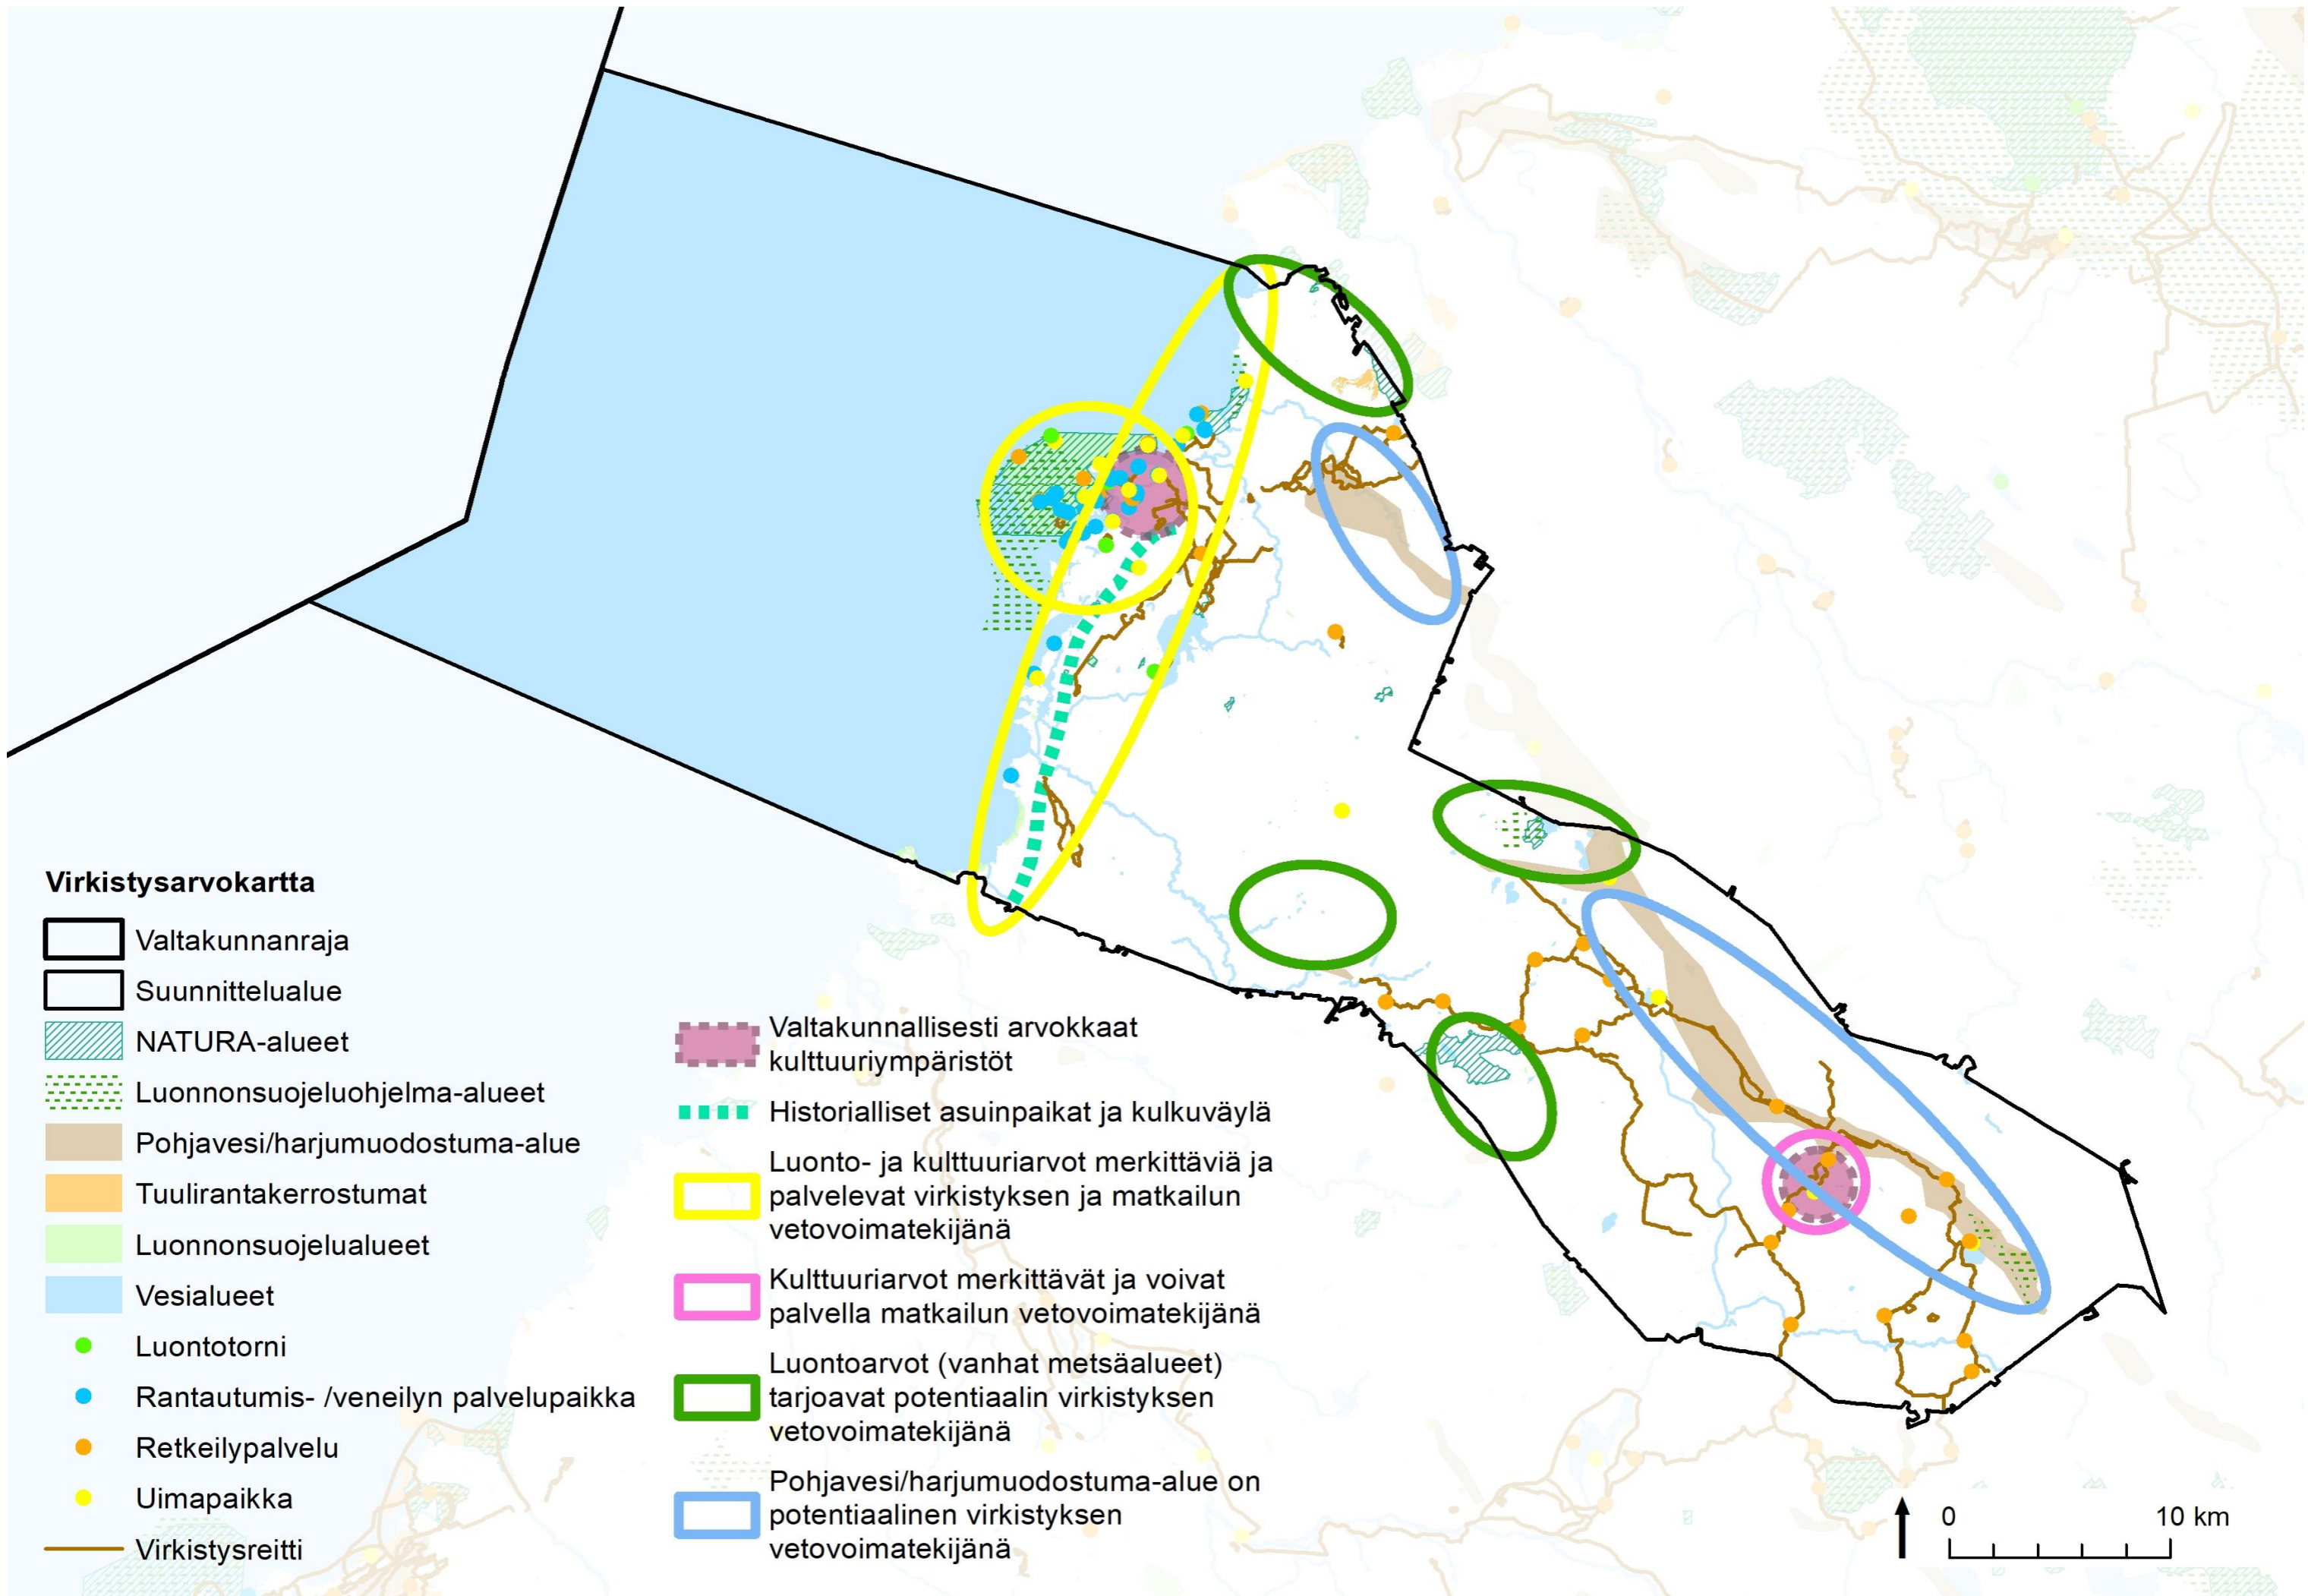 Virkistysarvokartta
Valtakunnanraja
Suunnittelualue
NATURA-alueet
Luonnonsuojeluohjelma-alueet
Pohjavesi/harjumuodostuma-alue
Tuulirantakerrostumat
Luonnonsuojelualueet
Vesialueet
Luontotorni
Rantautumis- /veneilyn palvelupaikka
Retkeilypalvelu
Uimapaikka
Virkistysreitti
Valtakunnallisesti arvokkaat
kulttuuriympäristöt
Historialliset asuinpaikat ja kulkuväylä
Luonto- ja kulttuuriarvot merkittäviä ja
palvelevat virkistyksen ja matkailun
vetovoimatekijänä
Kulttuuriarvot merkittävät ja voivat
palvella matkailun vetovoimatekijänä
Luontoarvot (vanhat metsäalueet)
tarjoavat potentiaalin virkistyksen
vetovoimatekijänä
Pohjavesi/harjumuodostuma-alue on
potentiaalinen virkistyksen
vetovoimatekijänä
0 10 km